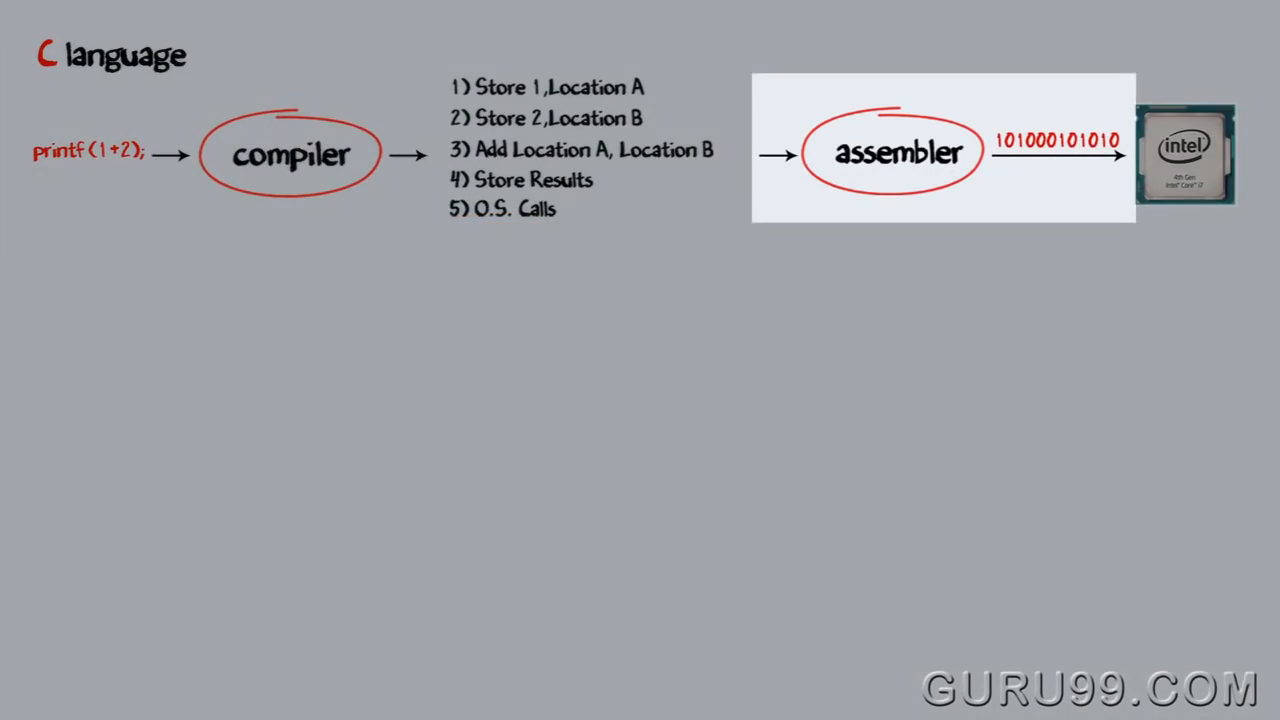 C language
printf (1+2);
compiler
1) Store 1,Location A
2) Store 2,Location B
3) Add Location A, Location B
4) Store Results
5) O.S. Calls
assembler
101000101010
intel
4th Gen
Intel® Core™ i7
GURU99.COM